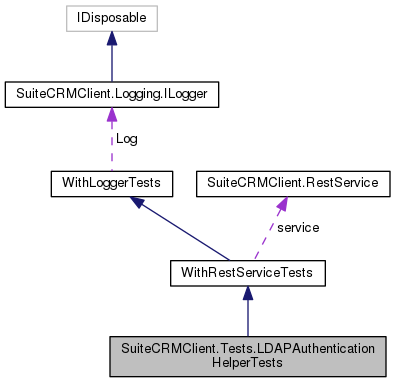 IDisposable
SuiteCRMClient.Logging.ILogger
Log
WithLoggerTests
SuiteCRMClient.RestService
service
WithRestServiceTests
SuiteCRMClient.Tests.LDAPAuthentication
HelperTests